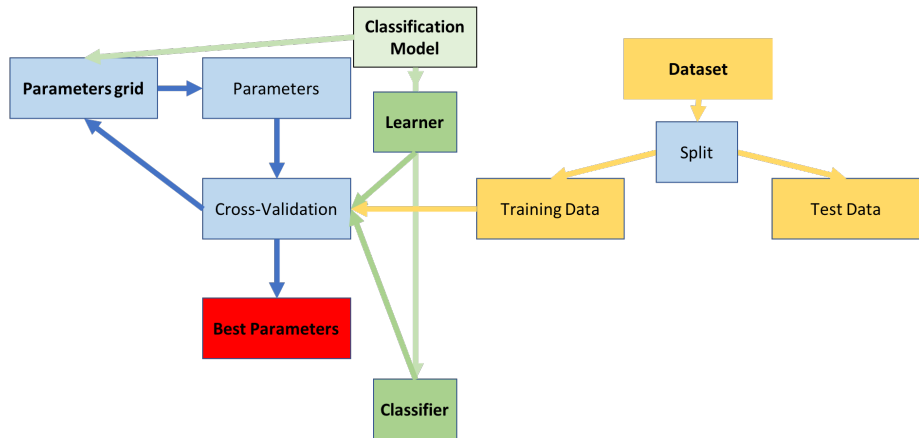 Classification
Model
Dataset
Parameters grid
Parameters
Learner
Split
Cross-Validation
Training Data
Test Data
Best Parameters
Classifier